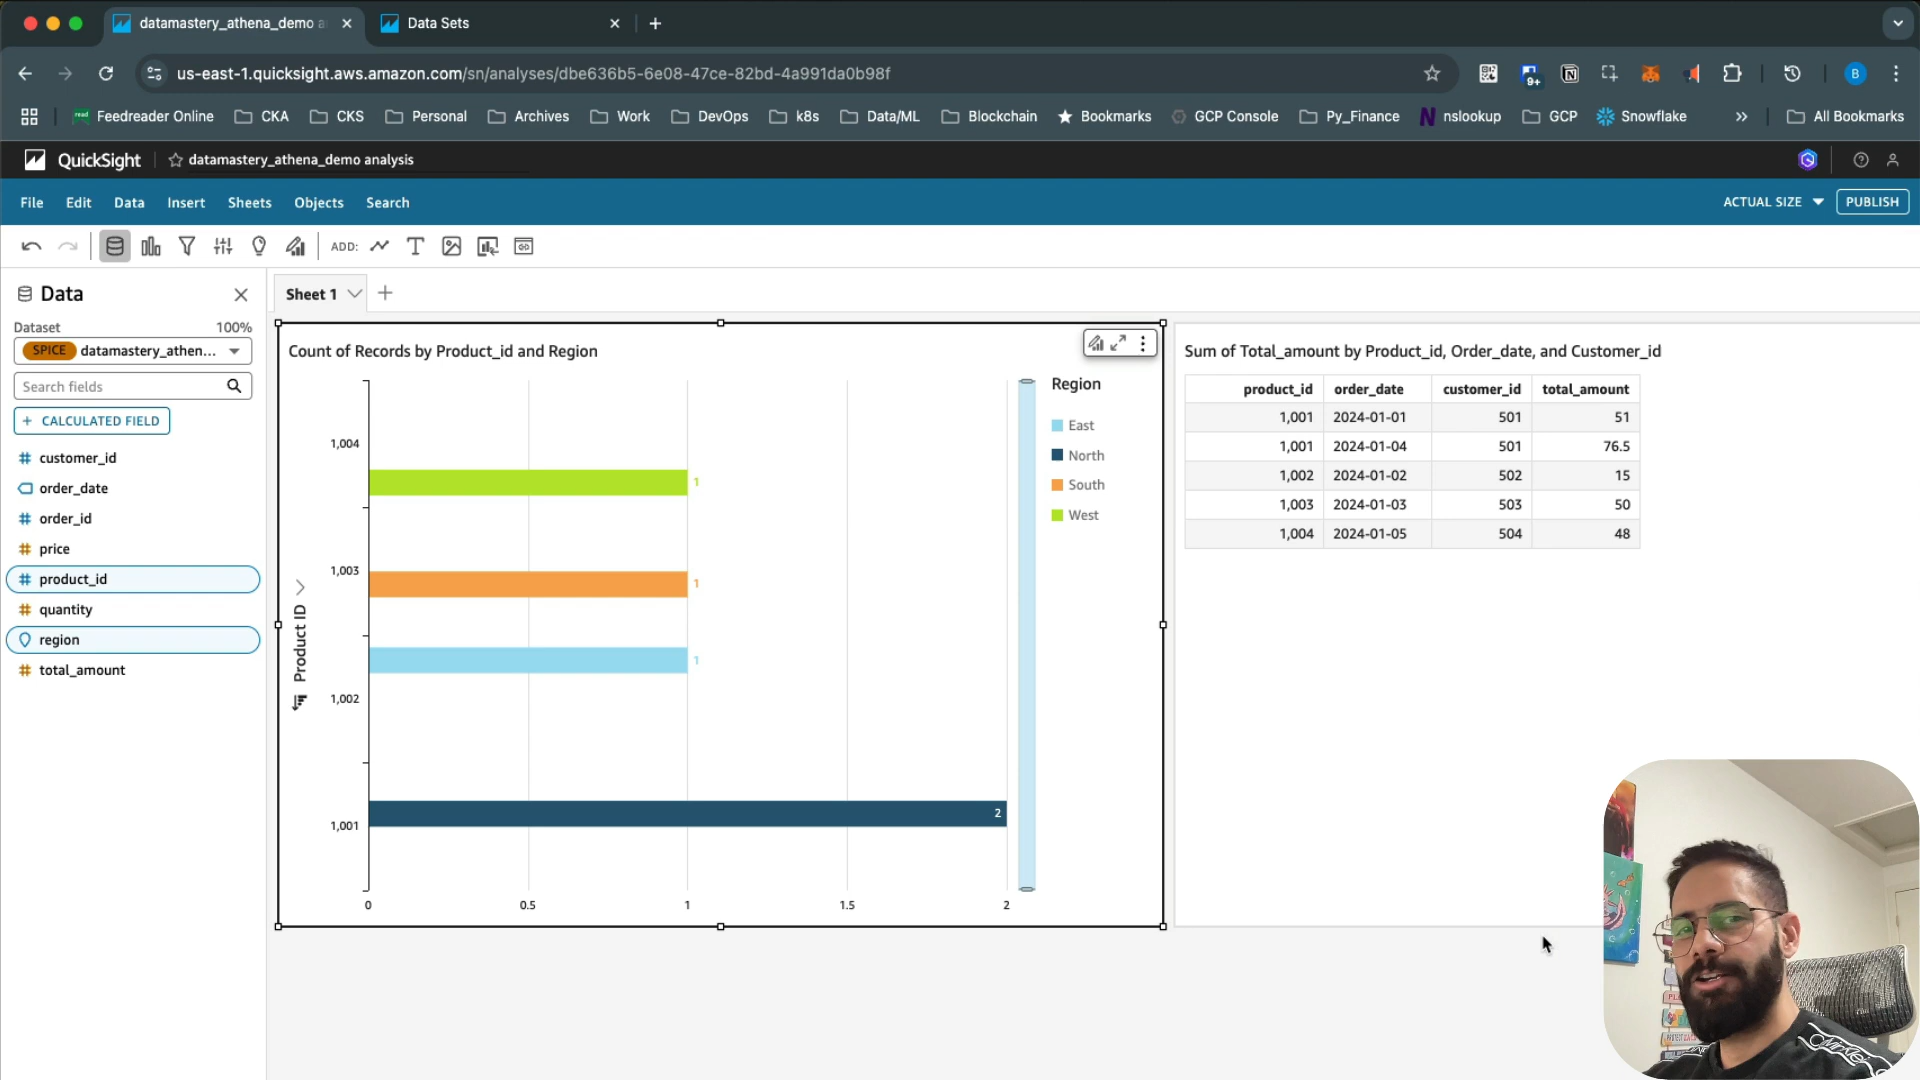 datamastery_athena_demo a
Data Sets
us-east-1.quicksight.aws.amazon.com/sn/analyses/dbe636b5-6e08-47ce-82bd-4a991da0b98f
9+
B
Feedreader Online
CKA
CKS
Personal
Archives
Work
DevOps
k8s
Data/ML
Blockchain
Bookmarks
GCP Console
Py_Finance
nslookup
GCP
Snowflake
All Bookmarks
QuickSight
datamastery_athena_demo analysis
File
Edit
Data
Insert
Sheets
Objects
Search
ACTUAL SIZE
PUBLISH
ADD:
Data
Dataset
100%
SPICE
datamastery_athen...
Search fields
+ CALCULATED FIELD
customer_id
order_date
order_id
price
product_id
quantity
region
total_amount
Sheet 1
Count of Records by Product_id and Region
Product ID
1,004
1,003
1,002
1,001
1
1
1
2
0
0.5
1
1.5
2
Region
East
North
South
West
Sum of Total_amount by Product_id, Order_date, and Customer_id
product_id order_date customer_id total_amount
1,001 2024-01-01 501 51
1,001 2024-01-04 501 76.5
1,002 2024-01-02 502 15
1,003 2024-01-03 503 50
1,004 2024-01-05 504 48